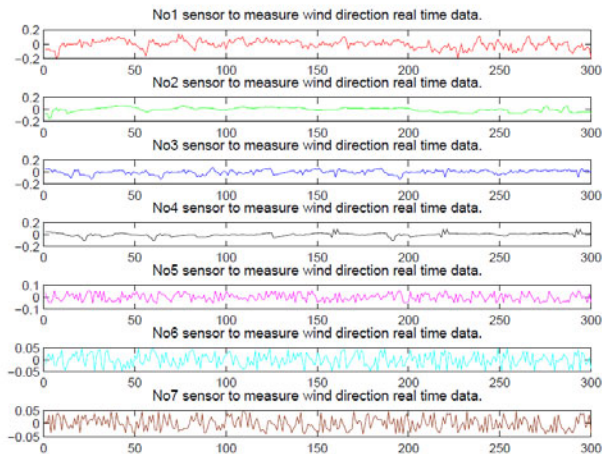 No1 sensor to measure wind direction real time data.
0.2
0
−0.2
0 50 100 150 200 250 300
No2 sensor to measure wind direction real time data.
0.2
0
−0.2
0 50 100 150 200 250 300
No3 sensor to measure wind direction real time data.
0.2
0
−0.2
0 50 100 150 200 250 300
No4 sensor to measure wind direction real time data.
0.2
0
−0.2
0 50 100 150 200 250 300
No5 sensor to measure wind direction real time data.
0.1
0
−0.1
0 50 100 150 200 250 300
No6 sensor to measure wind direction real time data.
0.05
0
−0.05
0 50 100 150 200 250 300
No7 sensor to measure wind direction real time data.
0.05
0
−0.05
0 50 100 150 200 250 300